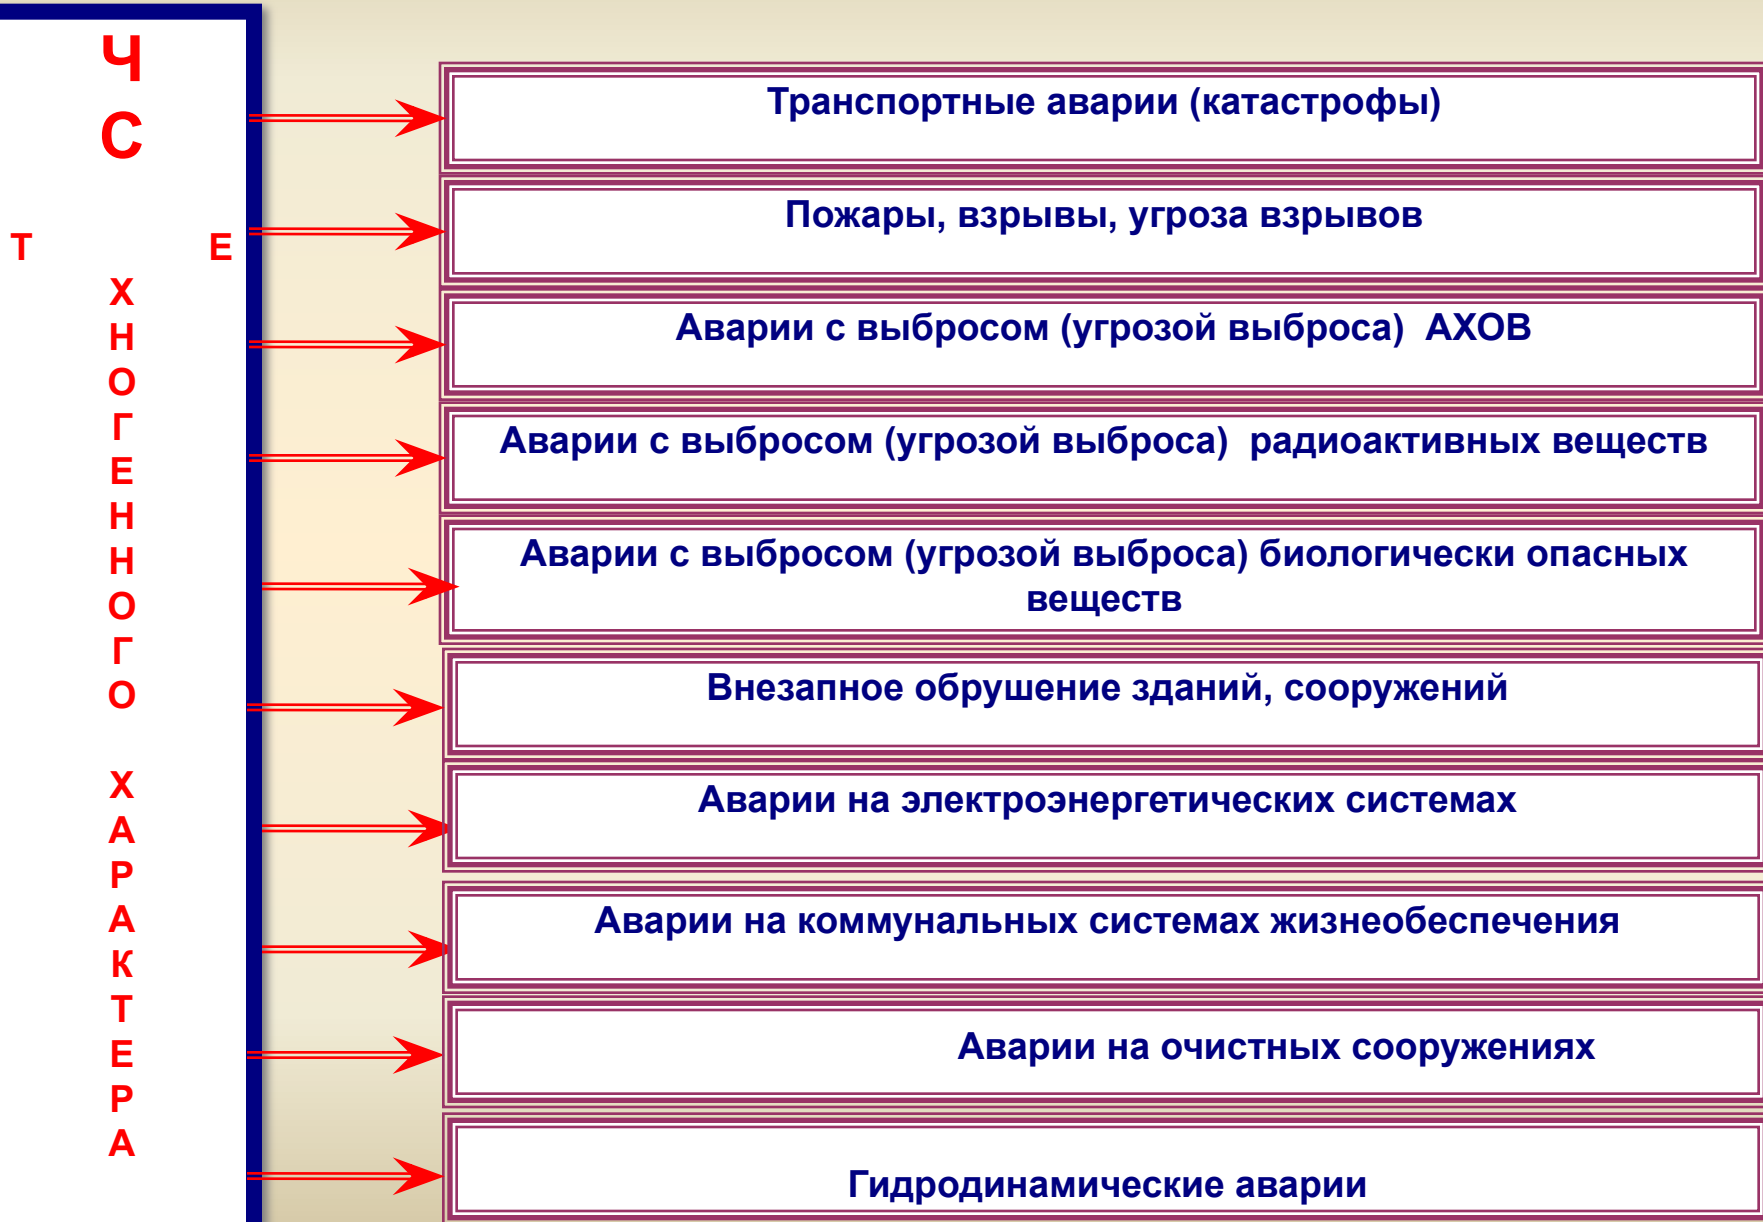 Ч
С
Т Е
Х
Н
О
Г
Е
Н
Н
О
Г
О
Х
А
Р
А
К
Т
Е
Р
А
Транспортные аварии (катастрофы)
Пожары, взрывы, угроза взрывов
Аварии с выбросом (угрозой выброса) АХОВ
Аварии с выбросом (угрозой выброса) радиоактивных веществ
Аварии с выбросом (угрозой выброса) биологически опасных
веществ
Внезапное обрушение зданий, сооружений
Аварии на электроэнергетических системах
Аварии на коммунальных системах жизнеобеспечения
Аварии на очистных сооружениях
Гидродинамические аварии